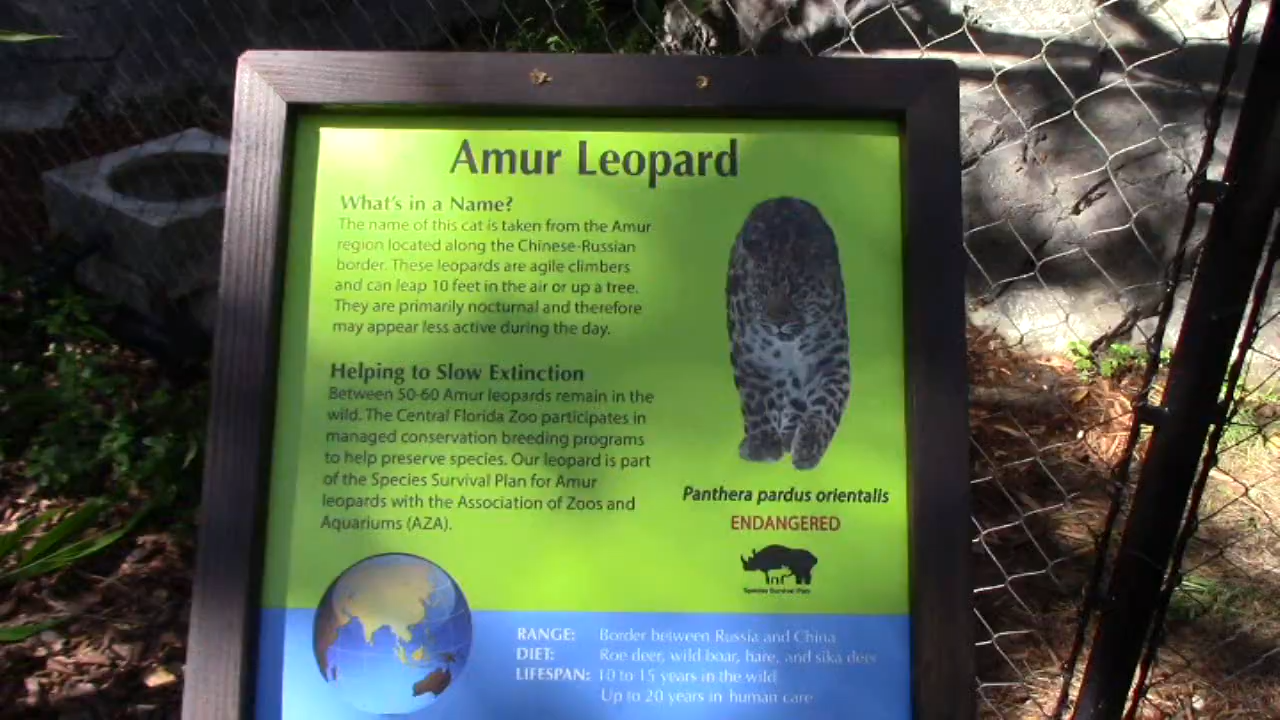 Amur Leopard
What's in a Name?
The name of this cat is taken from the Amur
region located along the Chinese-Russian
border. These leopards are agile climbers
and can leap 10 feet in the air or up a tree.
They are primarily nocturnal and therefore
may appear less active during the day.
Helping to Slow Extinction
Between 50-60 Amur leopards remain in the
wild. The Central Florida Zoo participates in
managed conservation breeding programs
to help preserve species. Our leopard is part
of the Species Survival Plan for Amur
leopards with the Association of Zoos and
Aquariums (AZA).
Panthera pardus orientalis
ENDANGERED
Species Survival Plan
RANGE: Border between Russia and China
DIET: Roe deer, wild boar, hare, and sika deer
LIFESPAN: 10 to 15 years in the wild
Up to 20 years in human care